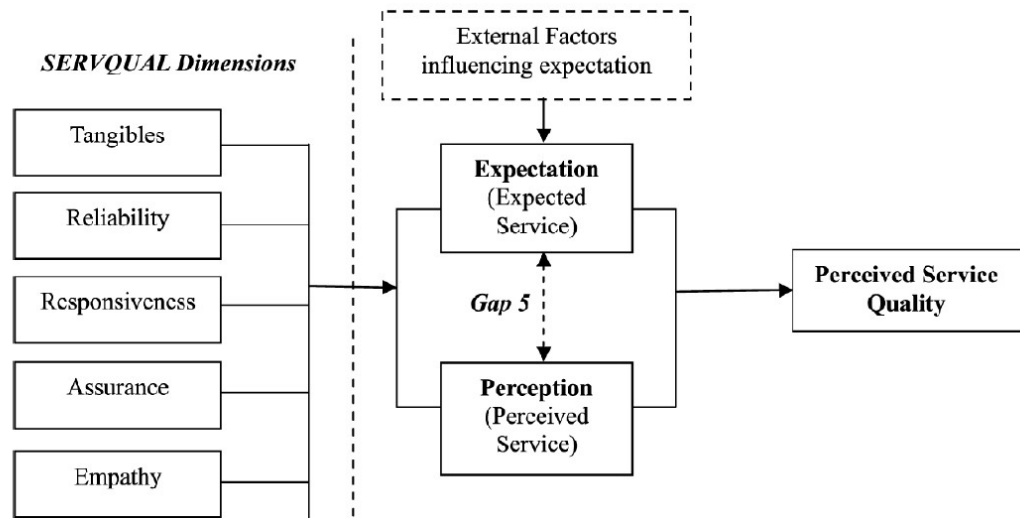 SERVQUAL Dimensions
Tangibles
Reliability
Responsiveness
Assurance
Empathy
External Factors
influencing expectation
Expectation
(Expected
Service)
Gap 5
Perception
(Perceived
Service)
Perceived Service
Quality